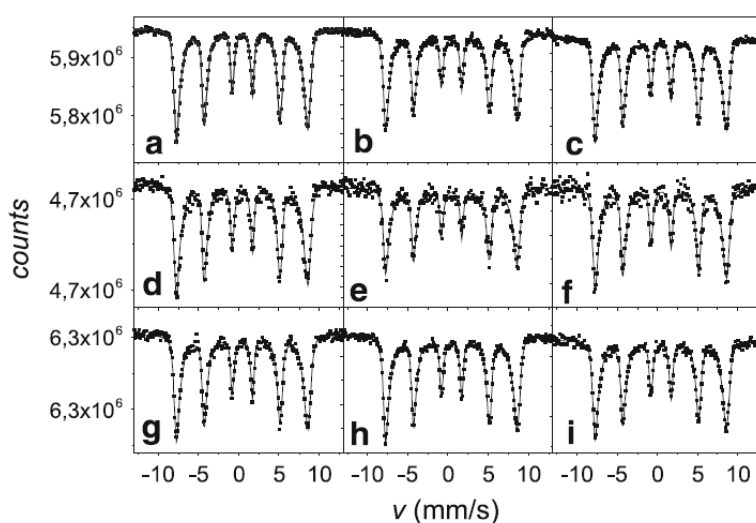 5,9x10⁶
5,8x10⁶
a b c
4,7x10⁶
4,7x10⁶
d e f
6,3x10⁶
6,3x10⁶
g h i
counts
-10 -5 0 5 10 -10 -5 0 5 10 -10 -5 0 5 10
v (mm/s)